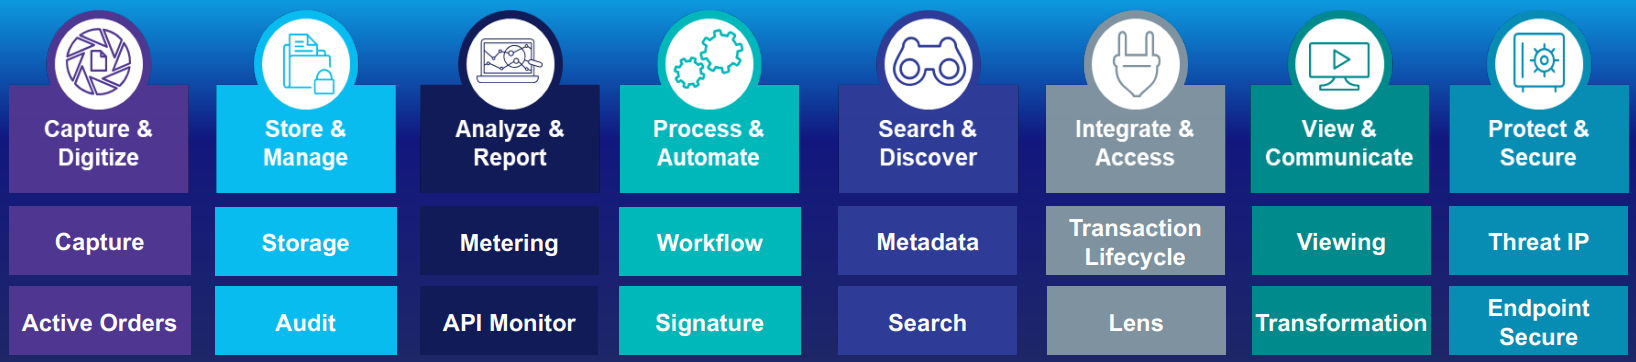 Capture &
Digitize
Store &
Manage
Analyze &
Report
Process &
Automate
Search &
Discover
Integrate &
Access
View &
Communicate
Protect &
Secure
Capture
Storage
Metering
Workflow
Metadata
Transaction
Lifecycle
Viewing
Threat IP
Active Orders
Audit
API Monitor
Signature
Search
Lens
Transformation
Endpoint
Secure